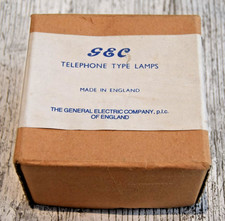 GEC
TELEPHONE TYPE LAMPS
MADE IN ENGLAND
THE GENERAL ELECTRIC COMPANY, p.l.c.
OF ENGLAND